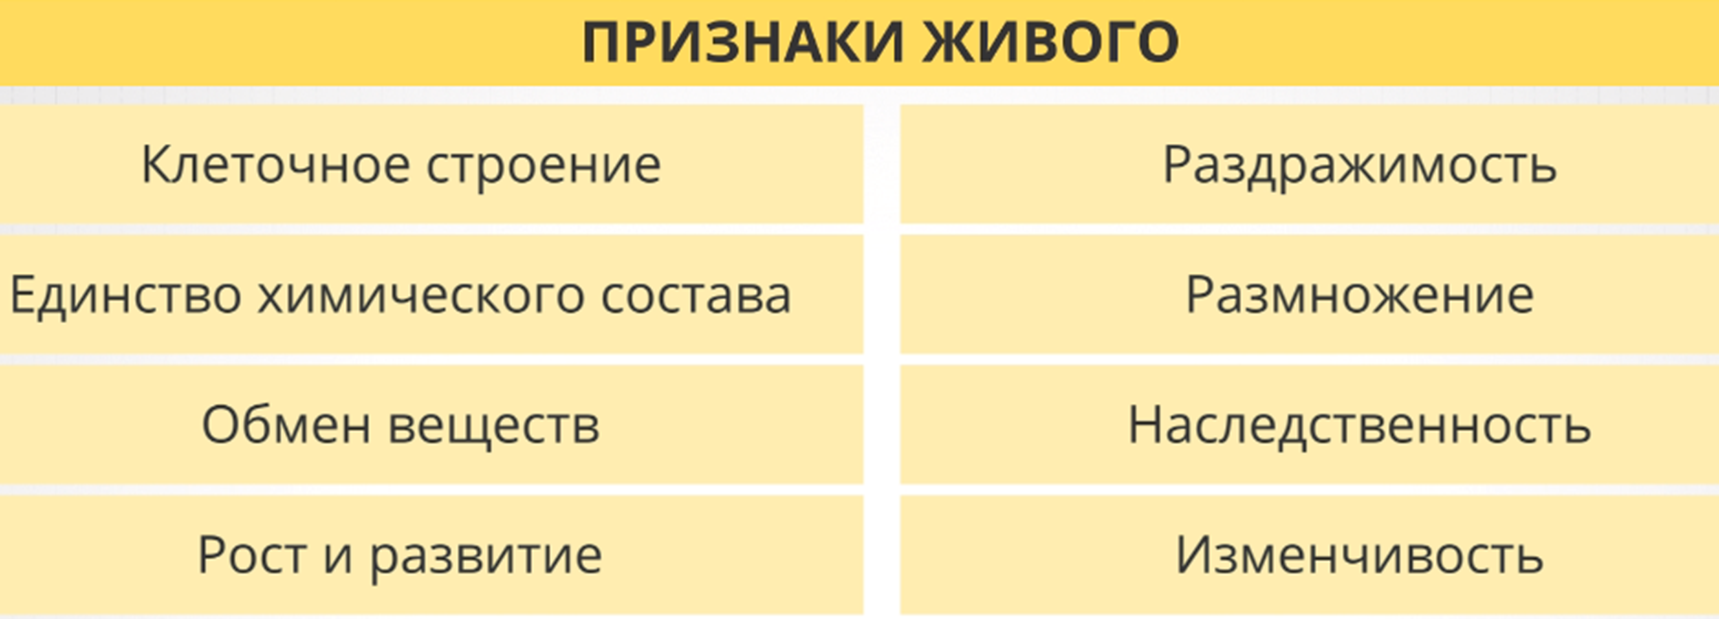 ПРИЗНАКИ ЖИВОГО
Клеточное строение
Раздражимость
Единство химического состава
Размножение
Обмен веществ
Наследственность
Рост и развитие
Изменчивость